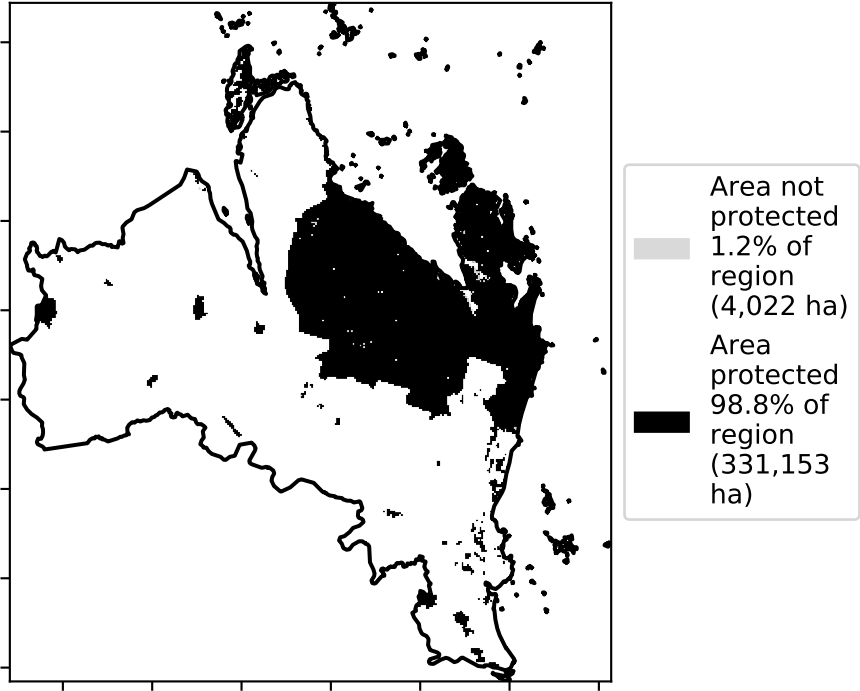 Area not
protected
1.2% of
region
(4,022 ha)
Area
protected
98.8% of
region
(331,153
ha)